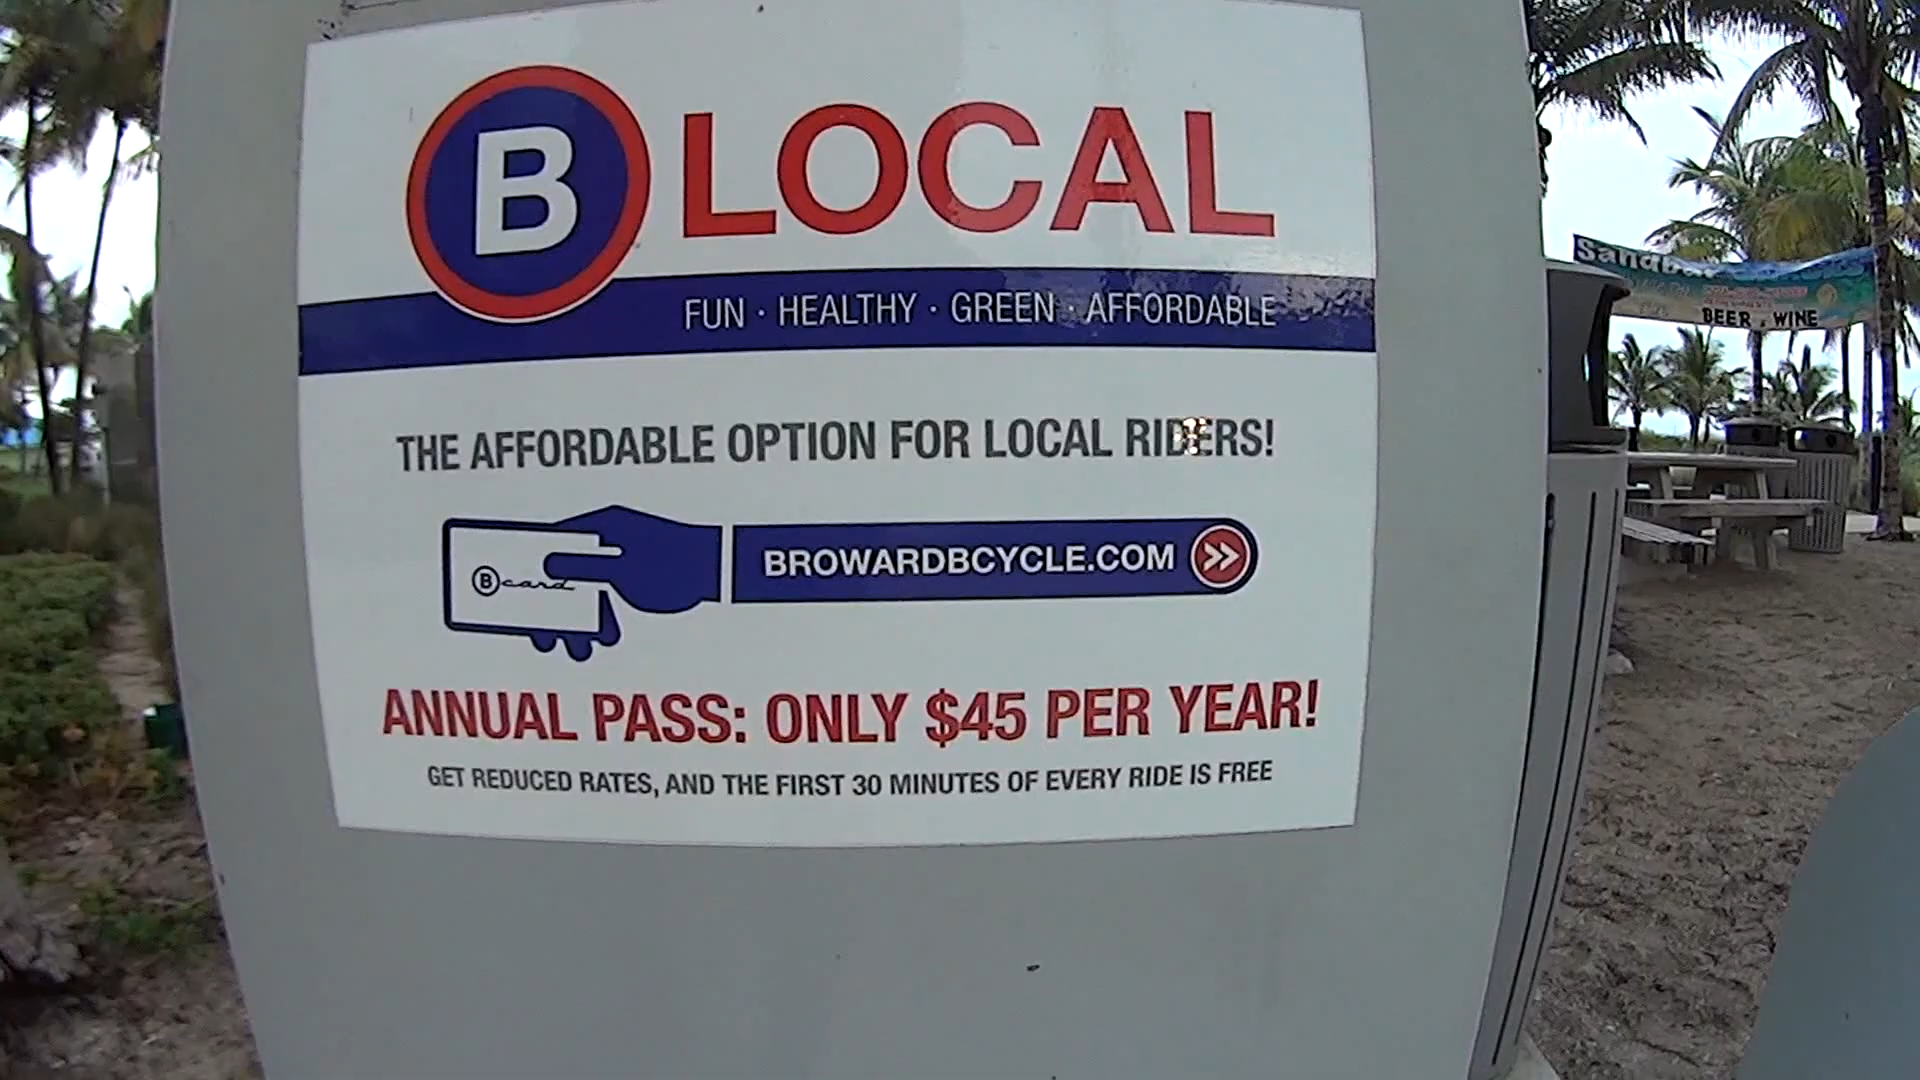 B LOCAL
FUN · HEALTHY · GREEN · AFFORDABLE
THE AFFORDABLE OPTION FOR LOCAL RIDERS!
B card
BROWARDBCYCLE.COM
ANNUAL PASS: ONLY $45 PER YEAR!
GET REDUCED RATES, AND THE FIRST 30 MINUTES OF EVERY RIDE IS FREE
BEER & WINE